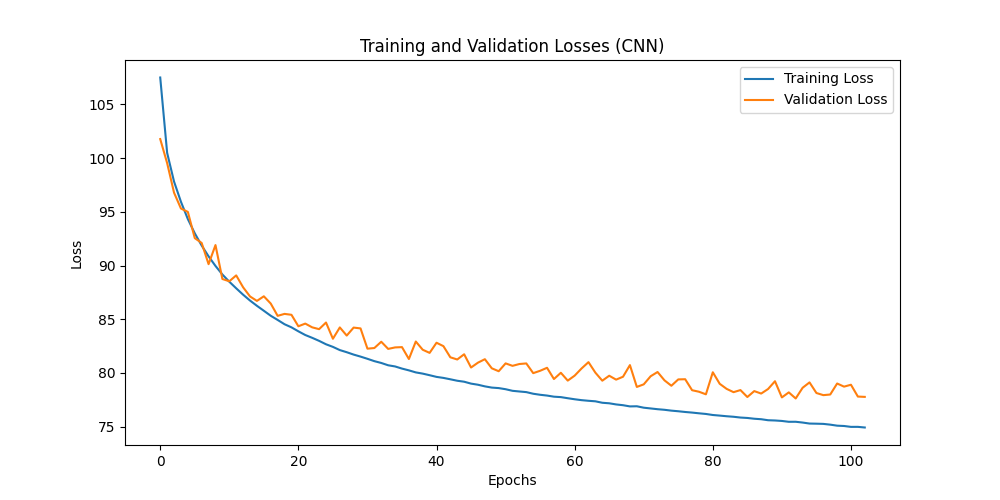 Training and Validation Losses (CNN)
Training Loss
Validation Loss
Loss
105
100
95
90
85
80
75
0 20 40 60 80 100
Epochs